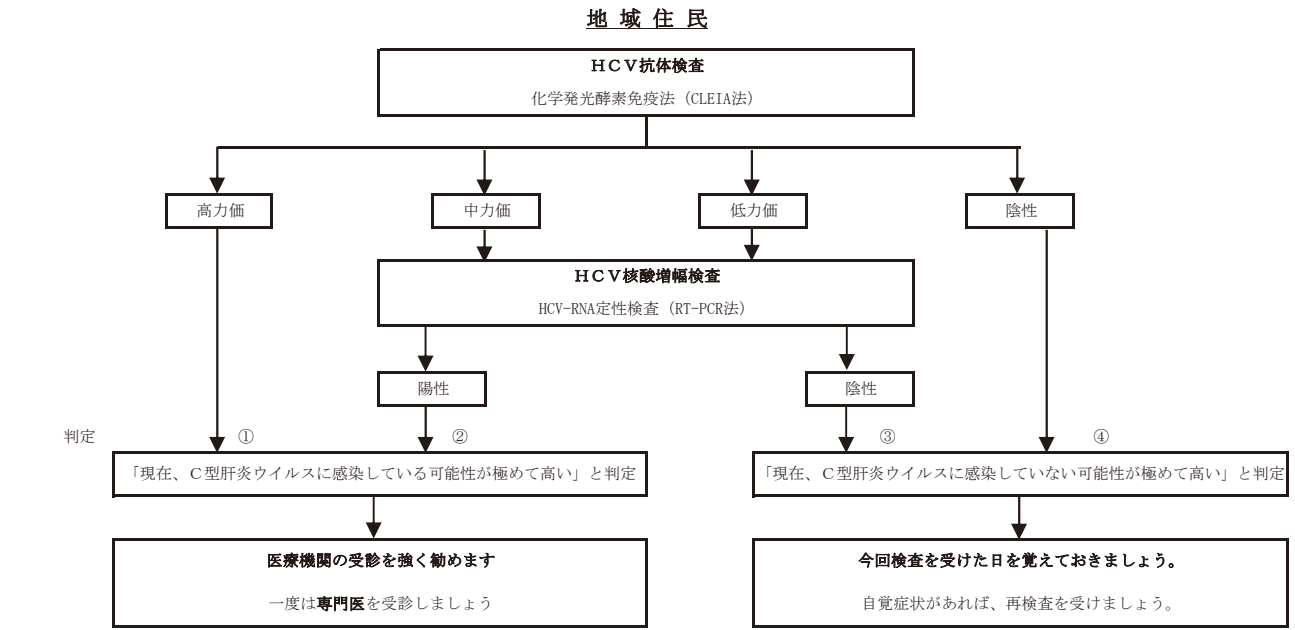 地 域 住 民
ＨＣＶ抗体検査
化学発光酵素免疫法（CLEIA法）
高力価
中力価
低力価
陰性
ＨＣＶ核酸増幅検査
HCV-RNA定性検査（RT-PCR法）
陽性
陰性
判定
①
②
③
④
「現在、Ｃ型肝炎ウイルスに感染している可能性が極めて高い」と判定
「現在、Ｃ型肝炎ウイルスに感染していない可能性が極めて高い」と判定
医療機関の受診を強く勧めます
一度は専門医を受診しましょう
今回検査を受けた日を覚えておきましょう。
自覚症状があれば、再検査を受けましょう。